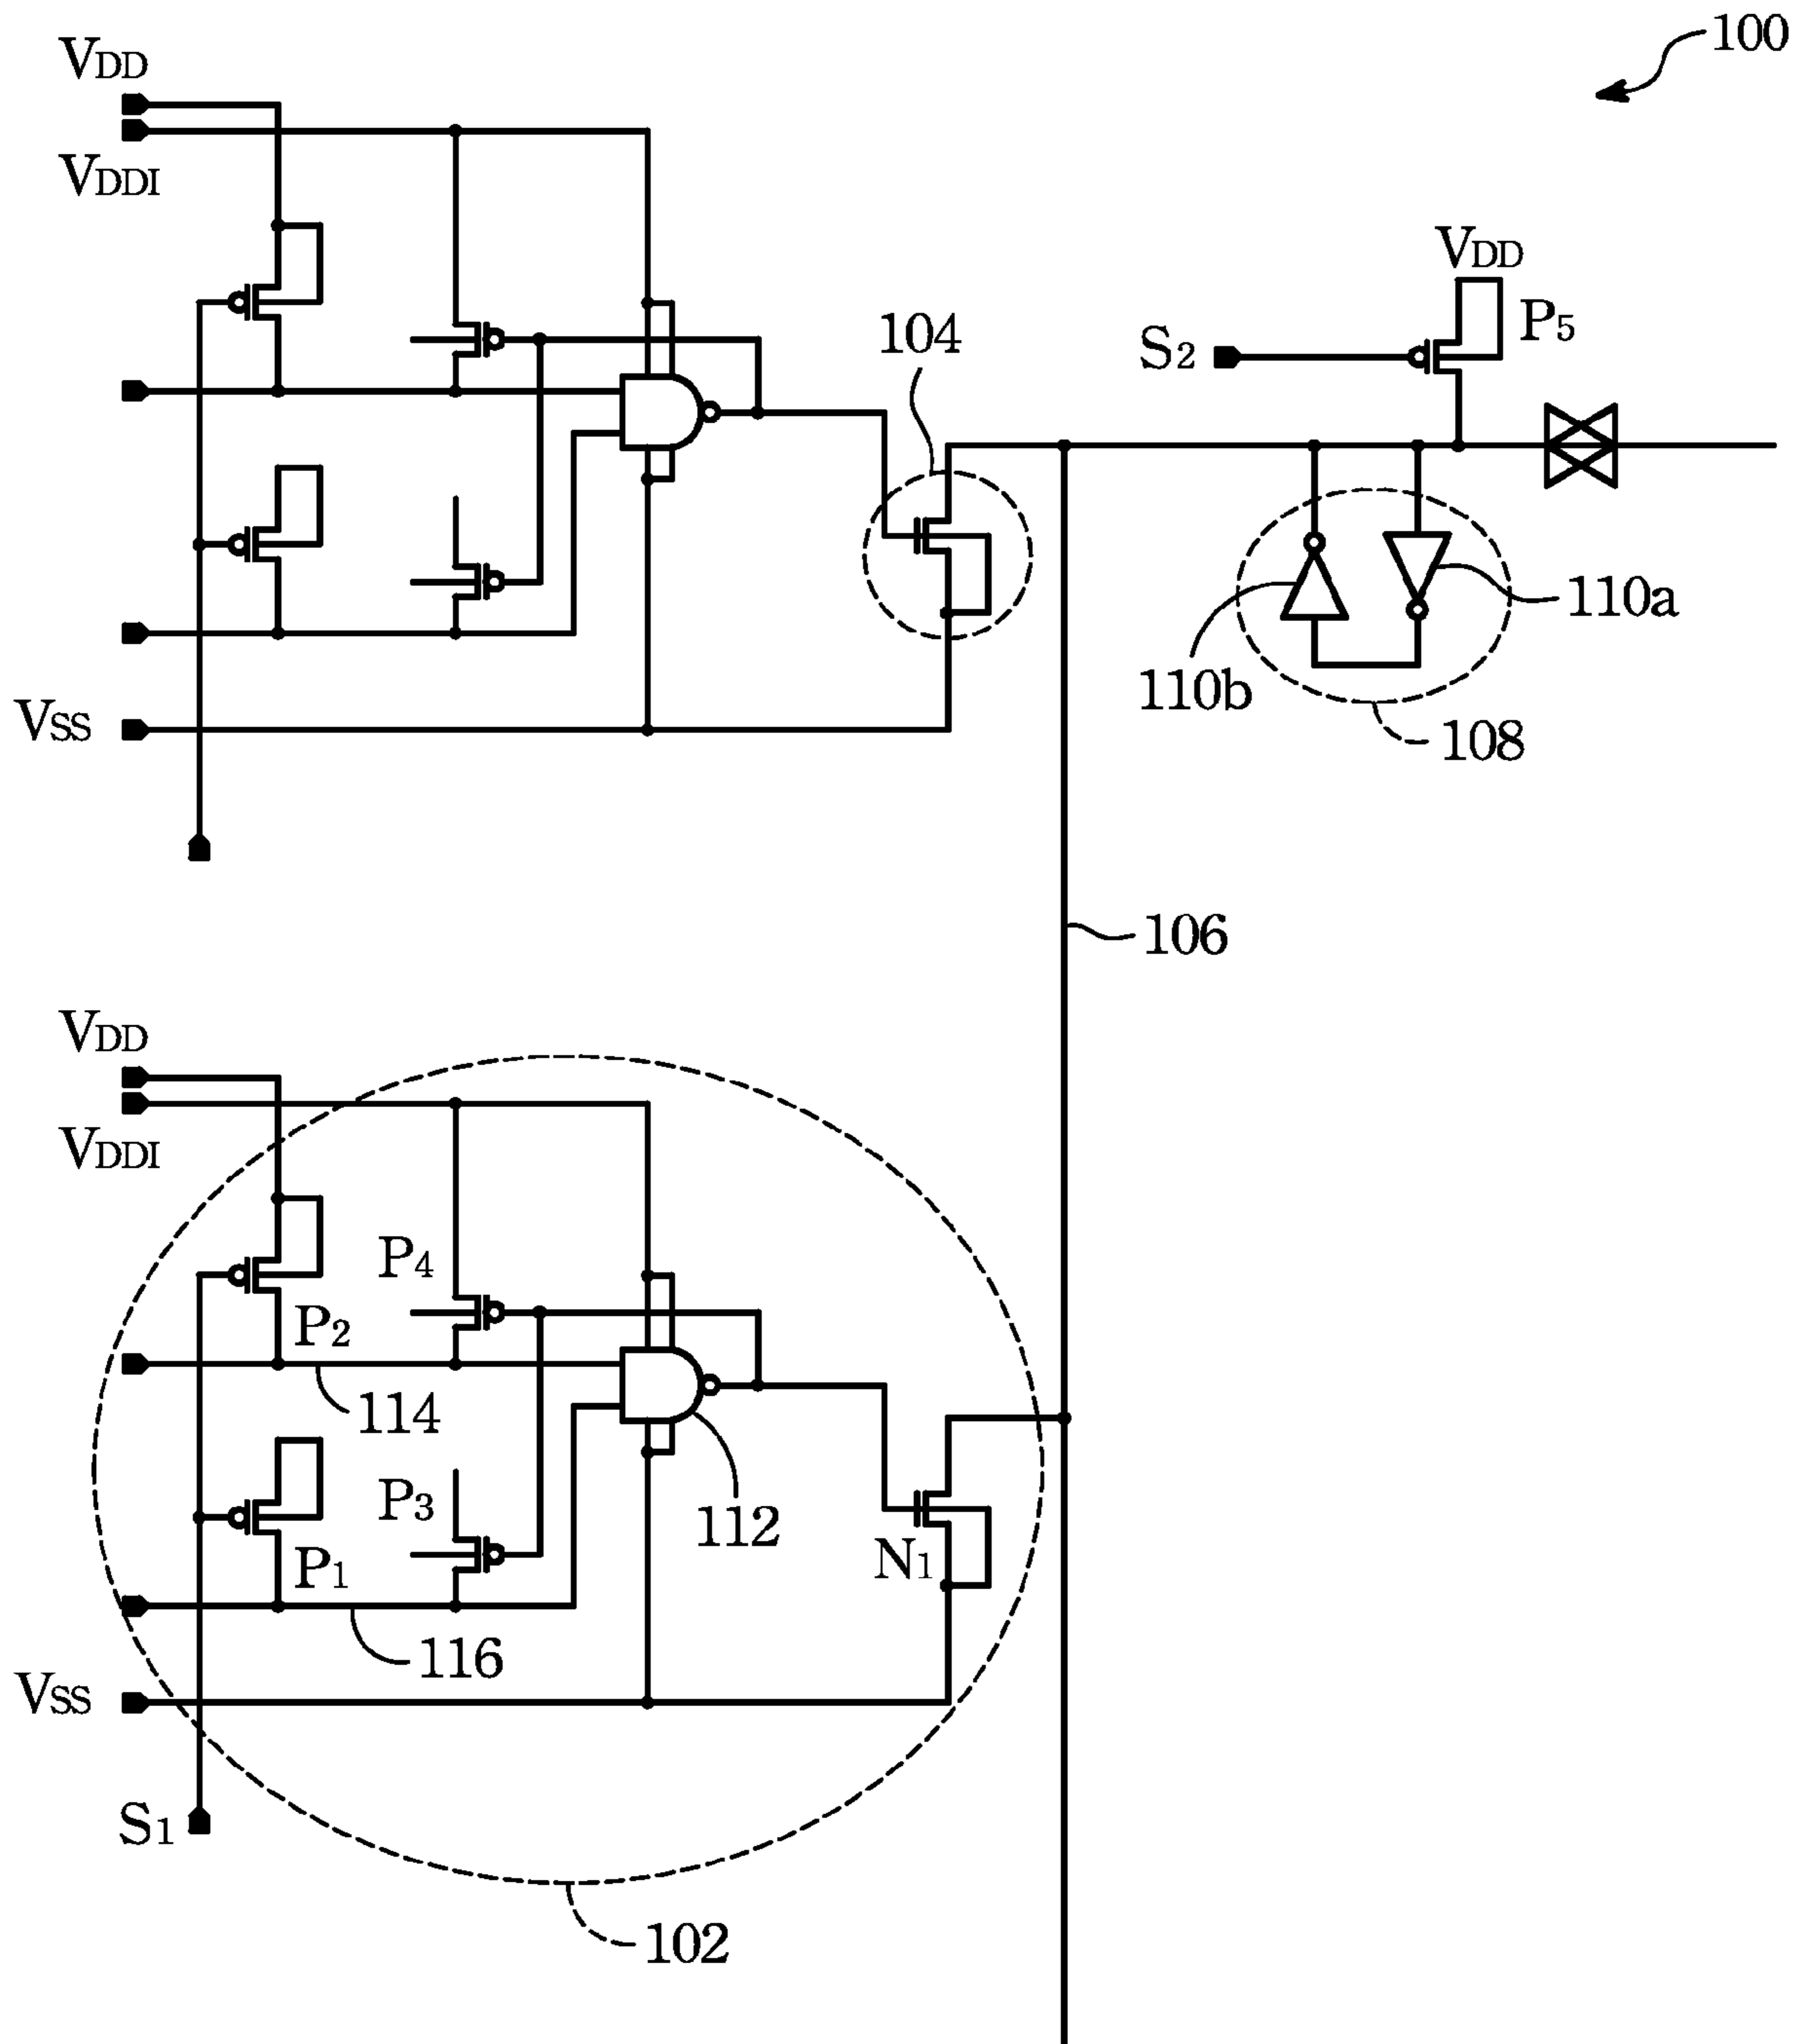 100
VDD
VDDI
VDD
P5
S2
104
110a
110b
108
VSS
106
VDD
VDDI
P4
P2
114
P3
112
P1
N1
116
VSS
S1
102